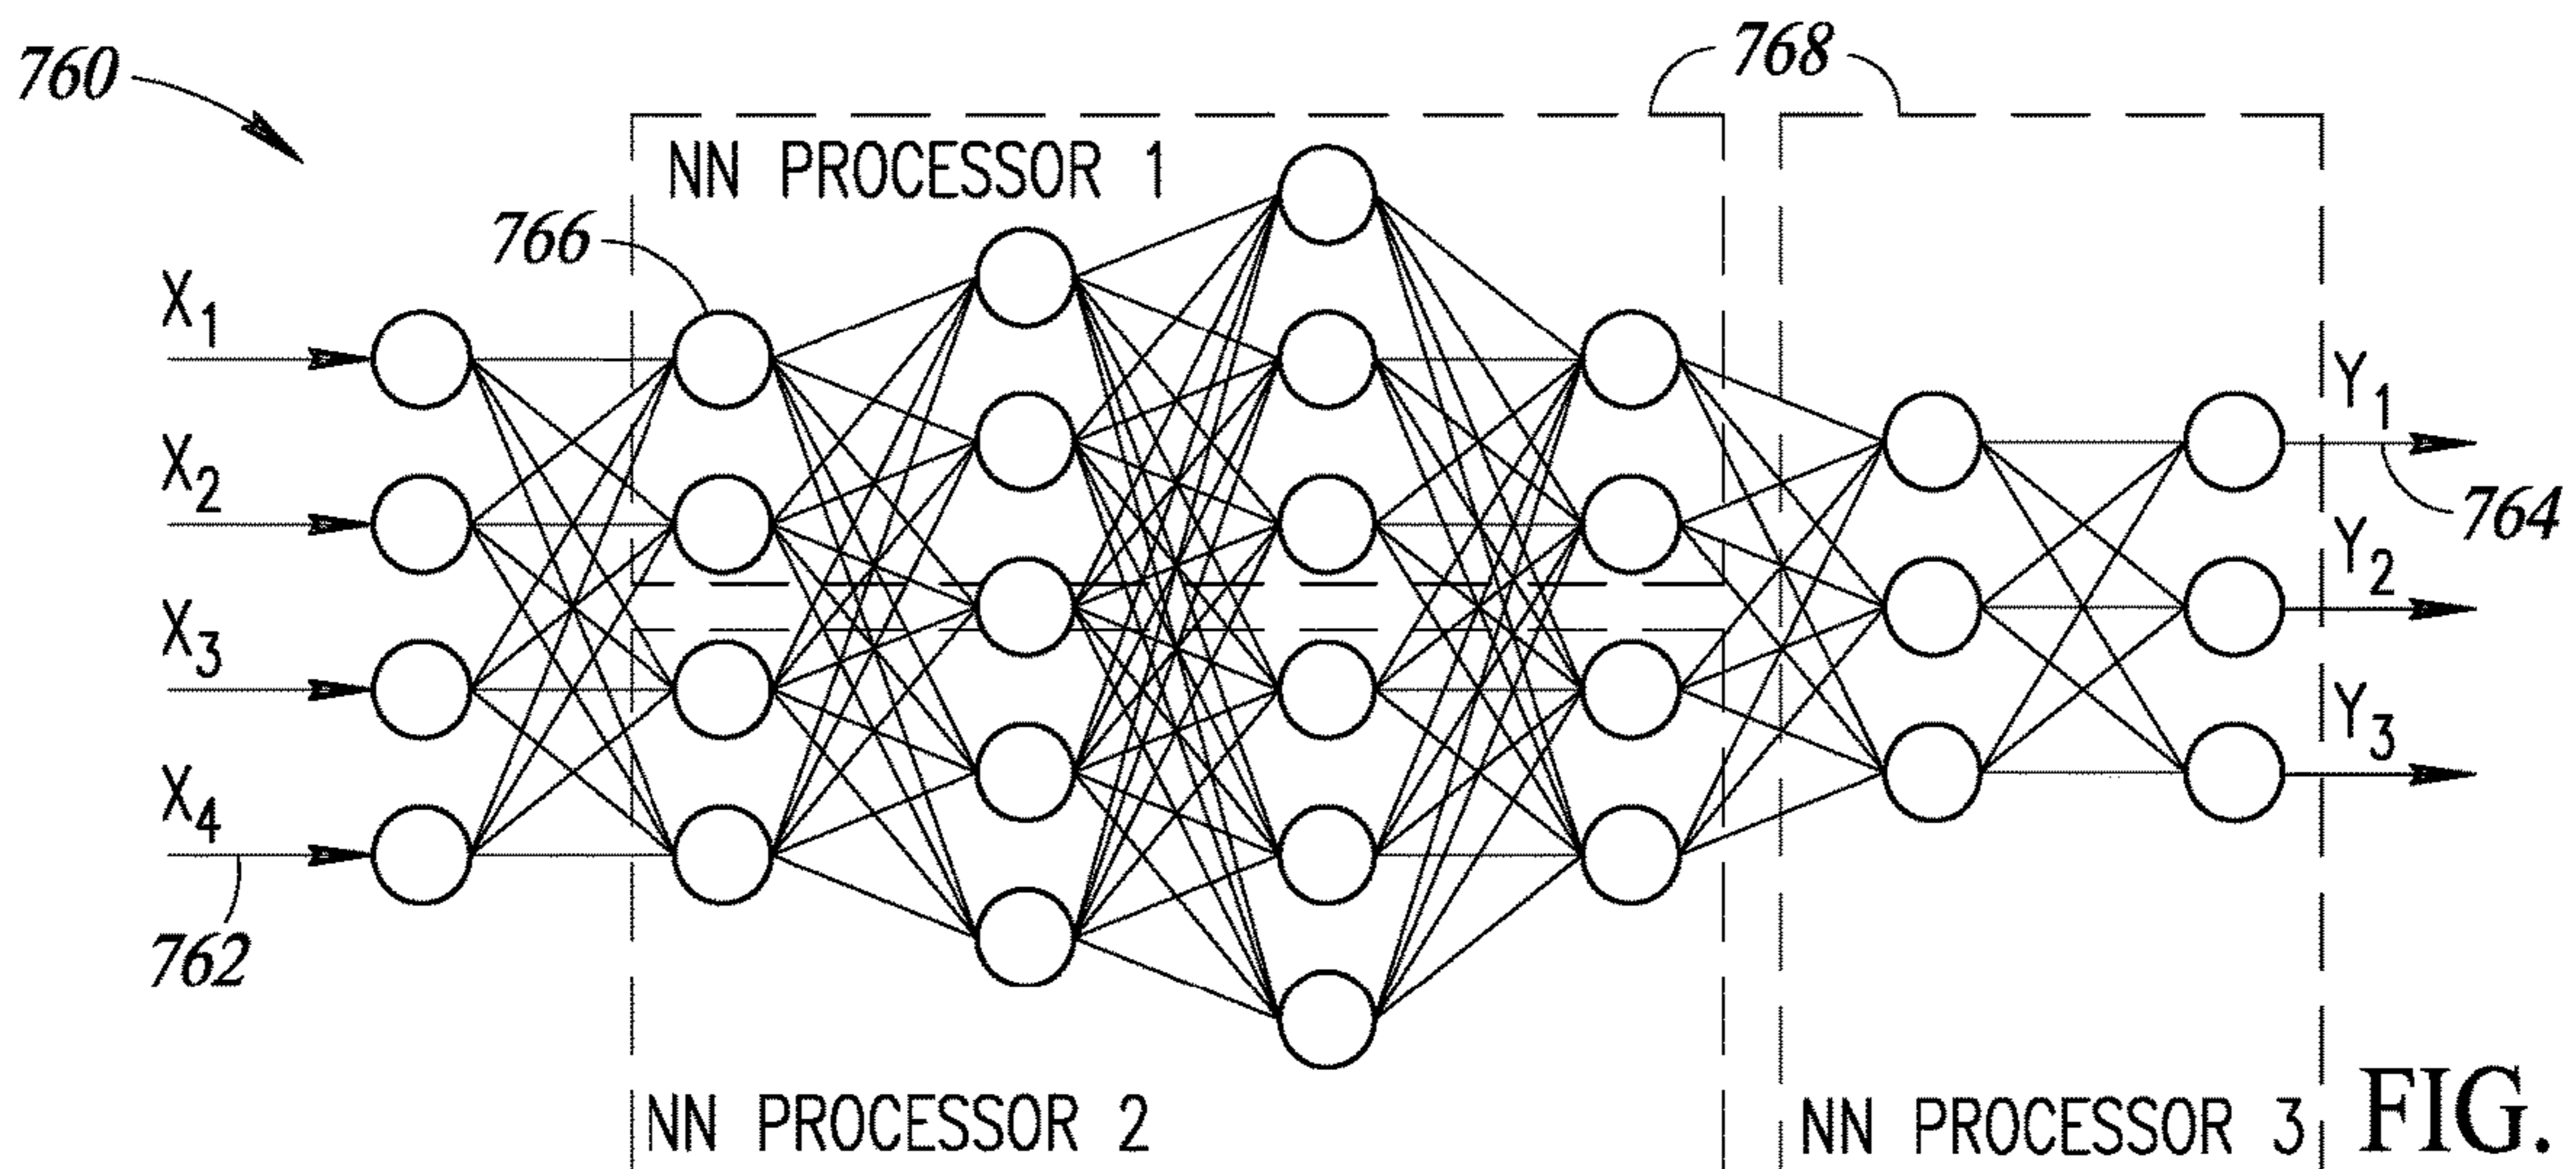 760
768
NN PROCESSOR 1
766
X1
Y1
X2
764
Y2
X3
Y3
X4
762
NN PROCESSOR 2
NN PROCESSOR 3
FIG.